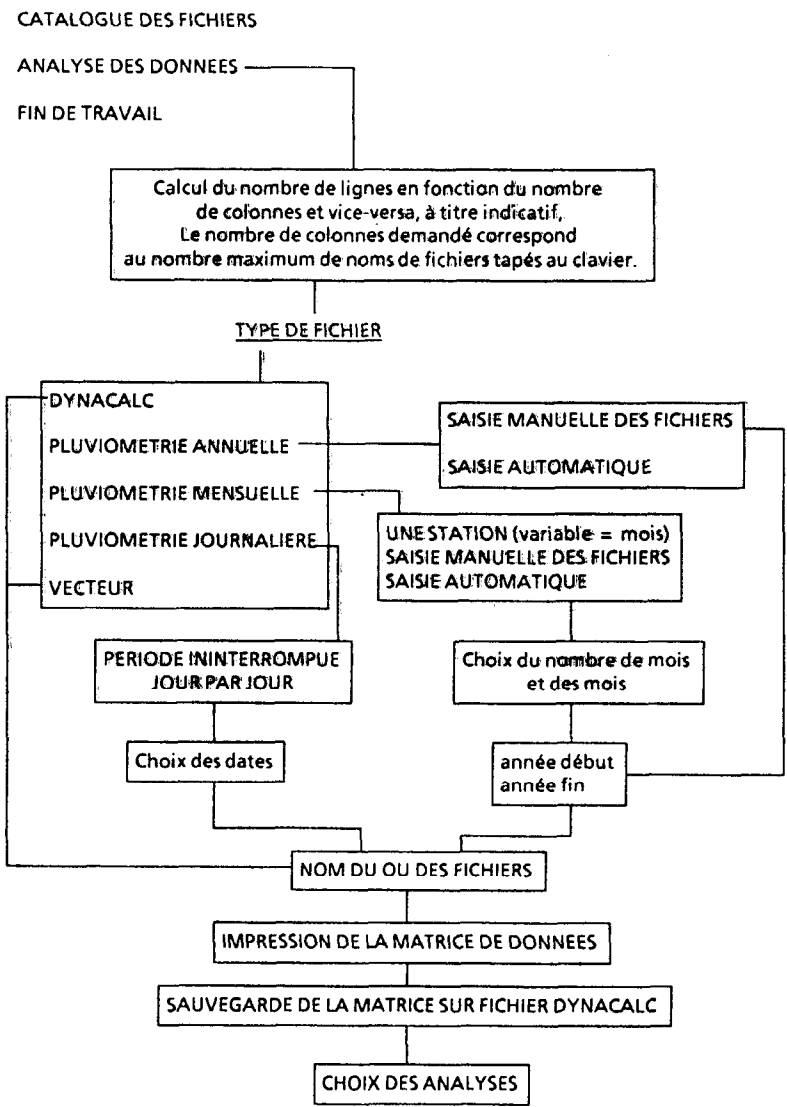 CATALOGUE DES FICHIERS
ANALYSE DES DONNEES
FIN DE TRAVAIL
Calcul du nombre de lignes en fonction du nombre
de colonnes et vice-versa, à titre indicatif,
Le nombre de colonnes demandé correspond
au nombre maximum de noms de fichiers tapés au clavier.
TYPE DE FICHIER
DYNACALC
PLUVIOMETRIE ANNUELLE
PLUVIOMETRIE MENSUELLE
PLUVIOMETRIE JOURNALIERE
VECTEUR
SAISIE MANUELLE DES FICHIERS
SAISIE AUTOMATIQUE
UNE STATION (variable = mois)
SAISIE MANUELLE DES FICHIERS
SAISIE AUTOMATIQUE
PERIODE ININTERROMPUE
JOUR PAR JOUR
Choix du nombre de mois
et des mois
Choix des dates
année début
année fin
NOM DU OU DES FICHIERS
IMPRESSION DE LA MATRICE DE DONNEES
SAUVEGARDE DE LA MATRICE SUR FICHIER DYNACALC
CHOIX DES ANALYSES